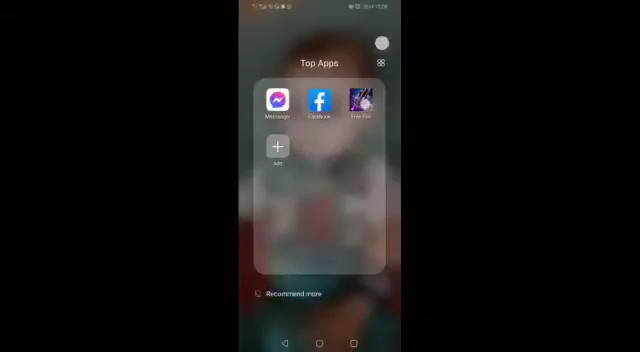 Top Apps
Messenger
Facebook
Free Fire
Add
Recommend more